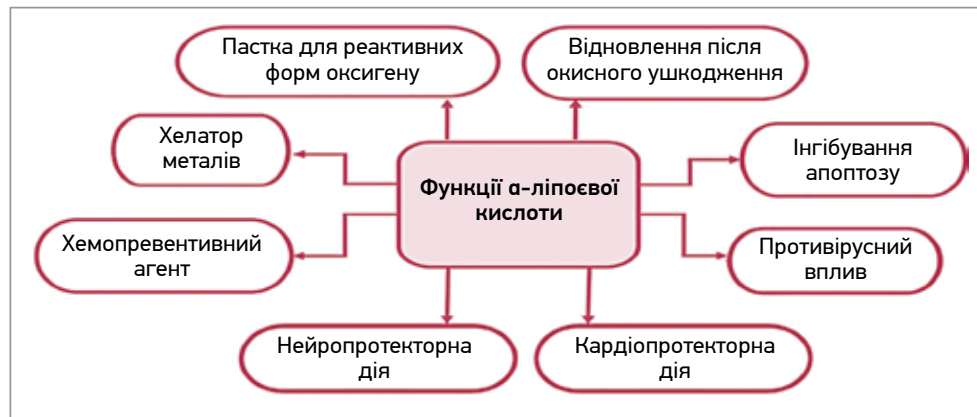 Пастка для реактивних
форм оксигену
Відновлення після
окисного ушкодження
Хелатор
металів
Функції α-ліпоєвої
кислоти
Інгібування
апоптозу
Хемопревентивний
агент
Противірусний
вплив
Нейропротекторна
дія
Кардіопротекторна
дія